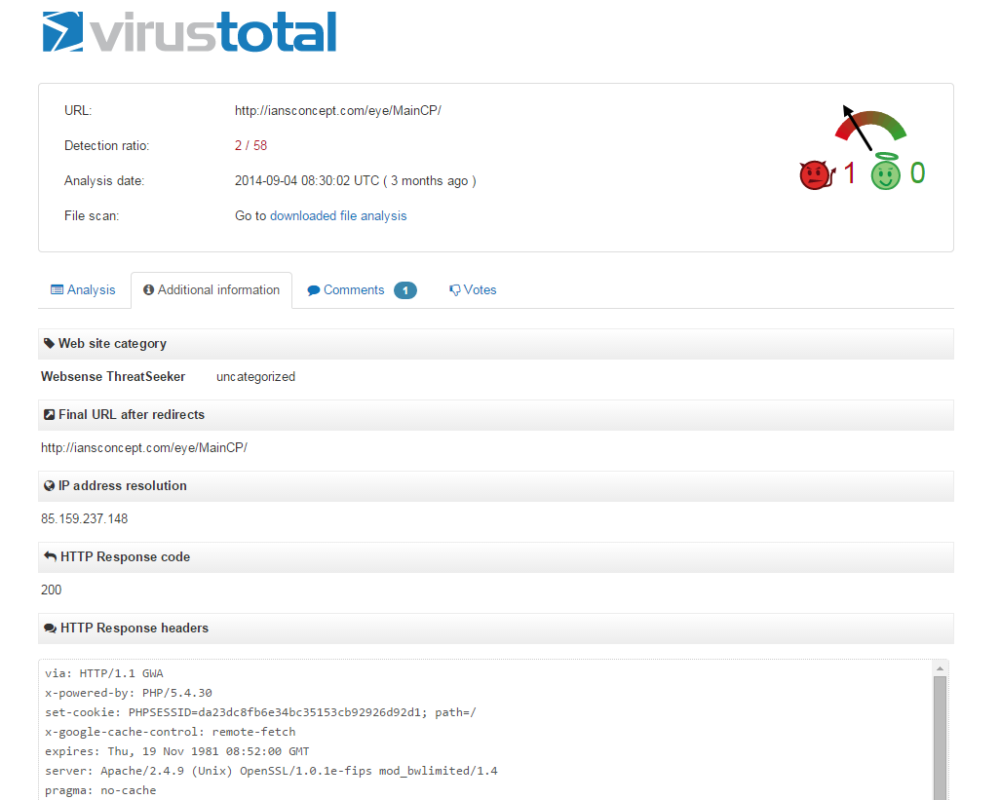 virustotal
URL: http://iansconcept.com/eye/MainCP/
Detection ratio: 2 / 58
Analysis date: 2014-09-04 08:30:02 UTC ( 3 months ago )
File scan: Go to downloaded file analysis
1 0
Analysis Additional information Comments 1 Votes
Web site category
Websense ThreatSeeker uncategorized
Final URL after redirects
http://iansconcept.com/eye/MainCP/
IP address resolution
85.159.237.148
HTTP Response code
200
HTTP Response headers
via: HTTP/1.1 GWA
x-powered-by: PHP/5.4.30
set-cookie: PHPSESSID=da23dc8fb6e34bc35153cb92926d92d1; path=/
x-google-cache-control: remote-fetch
expires: Thu, 19 Nov 1981 08:52:00 GMT
server: Apache/2.4.9 (Unix) OpenSSL/1.0.1e-fips mod_bwlimited/1.4
pragma: no-cache